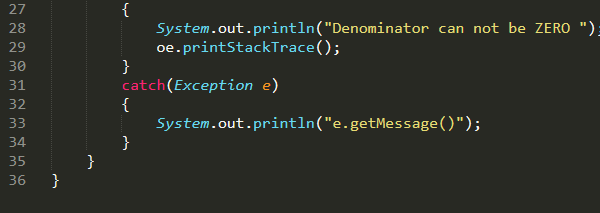 27 {
28 System.out.println("Denominator can not be ZERO ");
29 oe.printStackTrace();
30 }
31 catch(Exception e)
32 {
33 System.out.println("e.getMessage()");
34 }
35 }
36 }